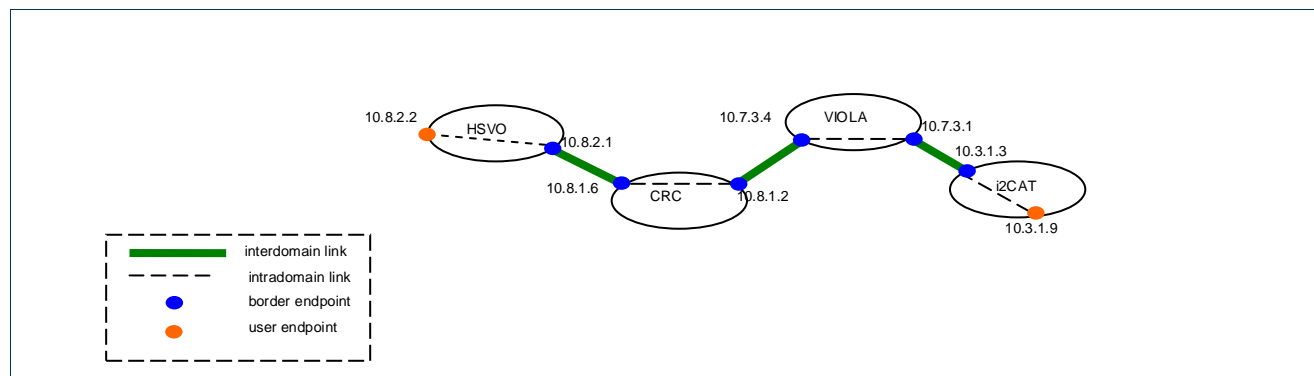 10.8.2.2
HSVO
10.8.2.1
10.8.1.6
CRC
10.8.1.2
10.7.3.4
VIOLA
10.7.3.1
10.3.1.3
i2CAT
10.3.1.9
interdomain link
intradomain link
border endpoint
user endpoint